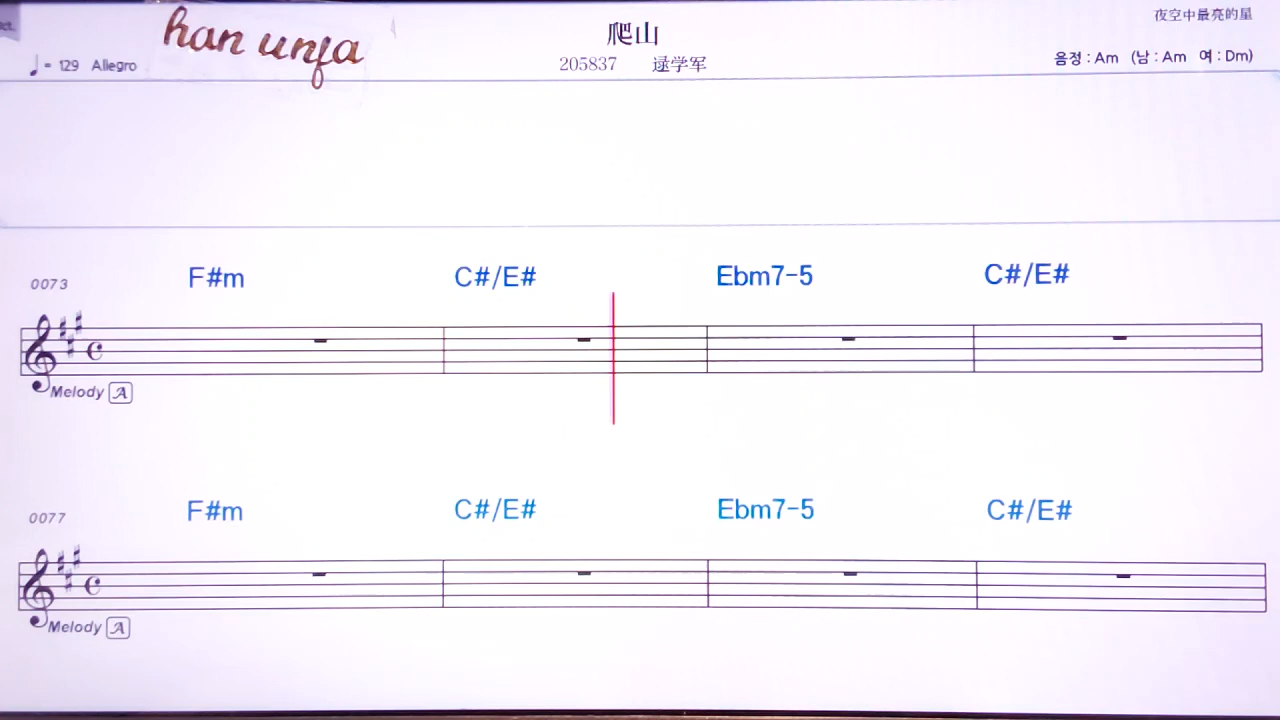 han unfa
爬山
夜空中最亮的星
♩= 129 Allegro
205837 逯学军
음정 : Am (남 : Am 여 : Dm)
0073 F#m C#/E# Ebm7-5 C#/E#
Melody A
0077 F#m C#/E# Ebm7-5 C#/E#
Melody A